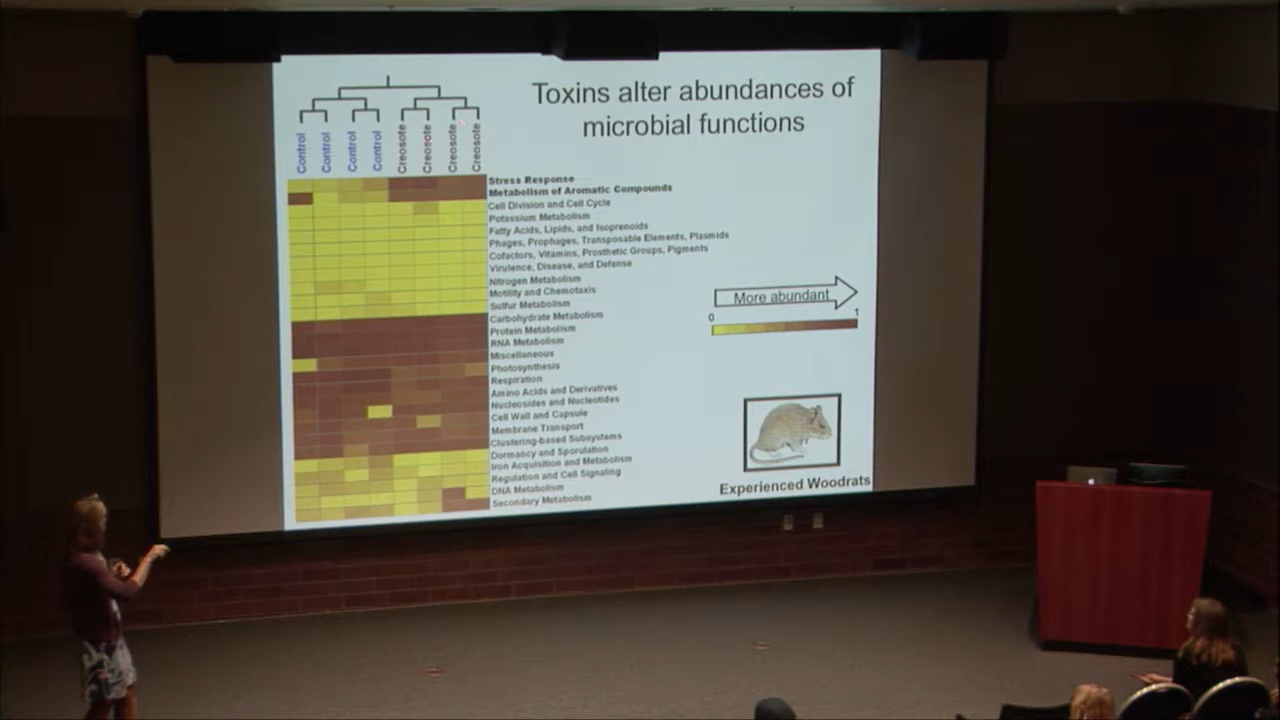 Toxins alter abundances of
microbial functions
Control
Control
Control
Control
Creosote
Creosote
Creosote
Creosote
Stress Response
Metabolism of Aromatic Compounds
Cell Division and Cell Cycle
Potassium Metabolism
Fatty Acids, Lipids, and Isoprenoids
Phages, Prophages, Transposable Elements, Plasmids
Cofactors, Vitamins, Prosthetic Groups, Pigments
Virulence, Disease, and Defense
Nitrogen Metabolism
Motility and Chemotaxis
Sulfur Metabolism
Carbohydrate Metabolism
Protein Metabolism
RNA Metabolism
Miscellaneous
Photosynthesis
Respiration
Amino Acids and Derivatives
Nucleosides and Nucleotides
Cell Wall and Capsule
Membrane Transport
Clustering-based Subsystems
Dormancy and Sporulation
Iron Acquisition and Metabolism
Regulation and Cell Signaling
DNA Metabolism
Secondary Metabolism
More abundant
0 1
Experienced Woodrats